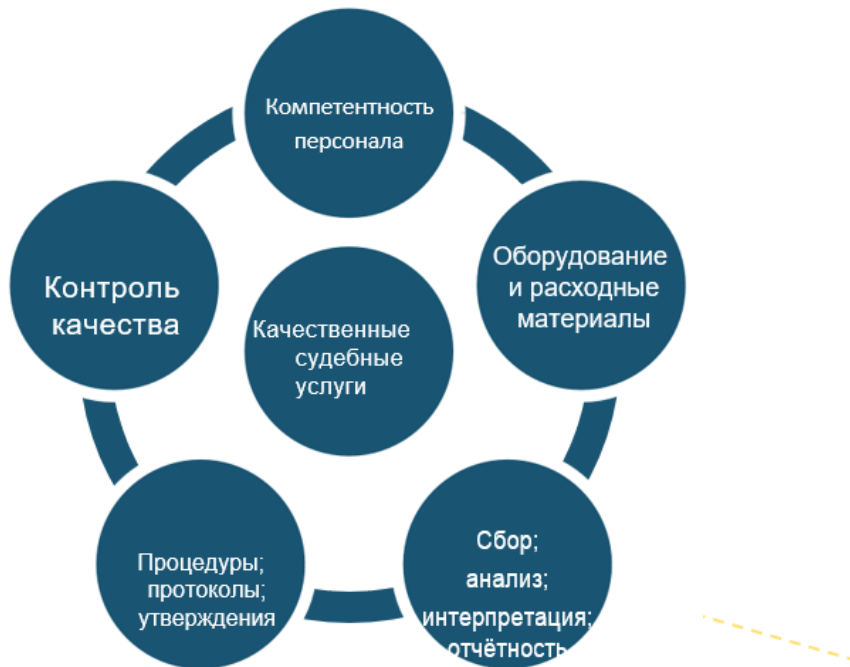 Компетентность
персонала
Оборудование
и расходные
материалы
Контроль
качества
Качественные
судебные
услуги
Сбор;
анализ;
интерпретация;
отчётность
Процедуры;
протоколы;
утверждения